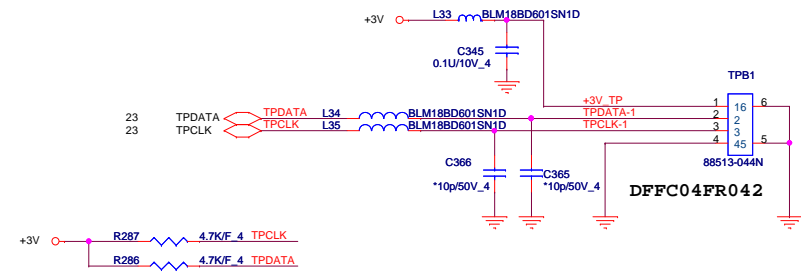 +3V L33 BLM18BD601SN1D
C345
0.1U/10V_4
TPB1
+3V_TP 1 16 6
23 TPDATA TPDATA L34 BLM18BD601SN1D TPDATA-1 2 2
23 TPCLK TPCLK L35 BLM18BD601SN1D TPCLK-1 3 3
4 45 5
88513-044N
C366 C365
*10p/50V_4 *10p/50V_4
DFFC04FR042
+3V R287 4.7K/F_4 TPCLK
R286 4.7K/F_4 TPDATA